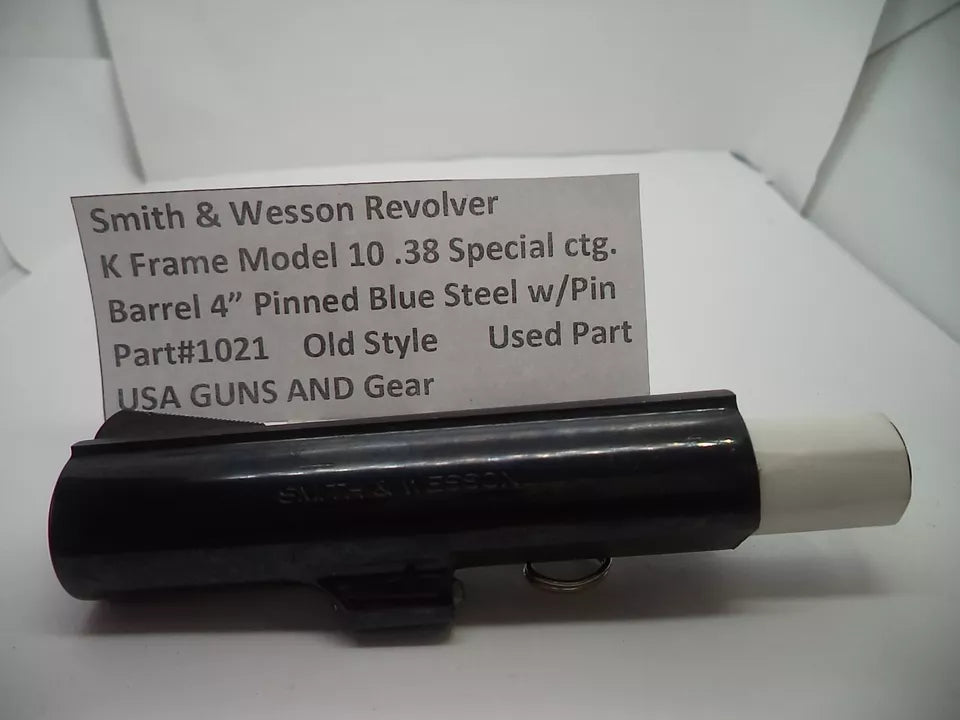 Smith & Wesson Revolver
K Frame Model 10 .38 Special ctg.
Barrel 4” Pinned Blue Steel w/Pin
Part#1021 Old Style Used Part
USA GUNS AND Gear
SMITH & WESSON